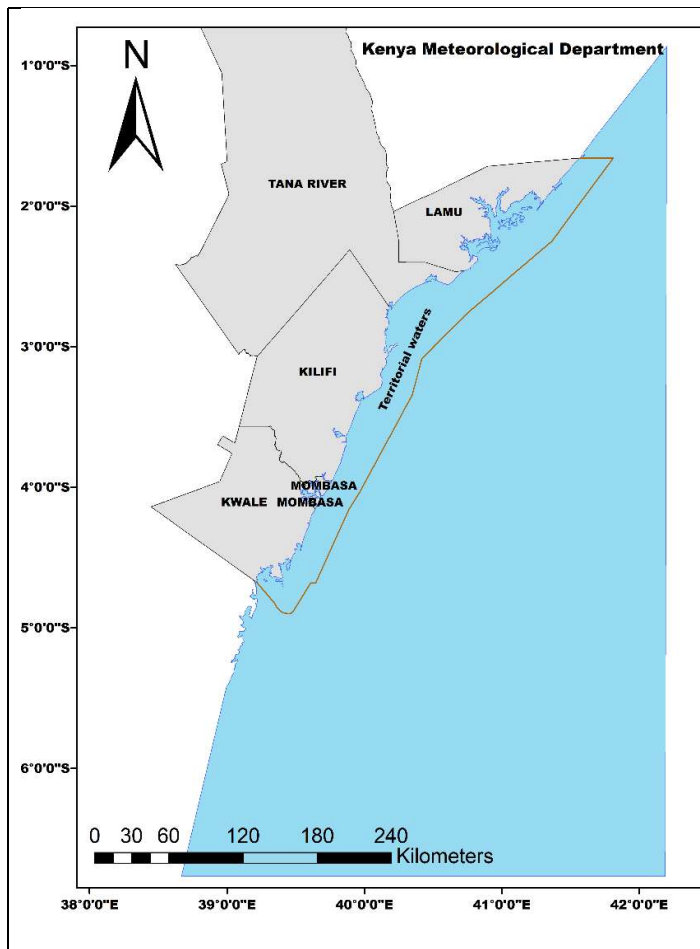 Kenya Meteorological Department
N
1°0'0"S
2°0'0"S
3°0'0"S
4°0'0"S
5°0'0"S
6°0'0"S
TANA RIVER
LAMU
Territorial waters
KILIFI
MOMBASA
KWALE MOMBASA
0 30 60 120 180 240
Kilometers
38°0'0"E 39°0'0"E 40°0'0"E 41°0'0"E 42°0'0"E